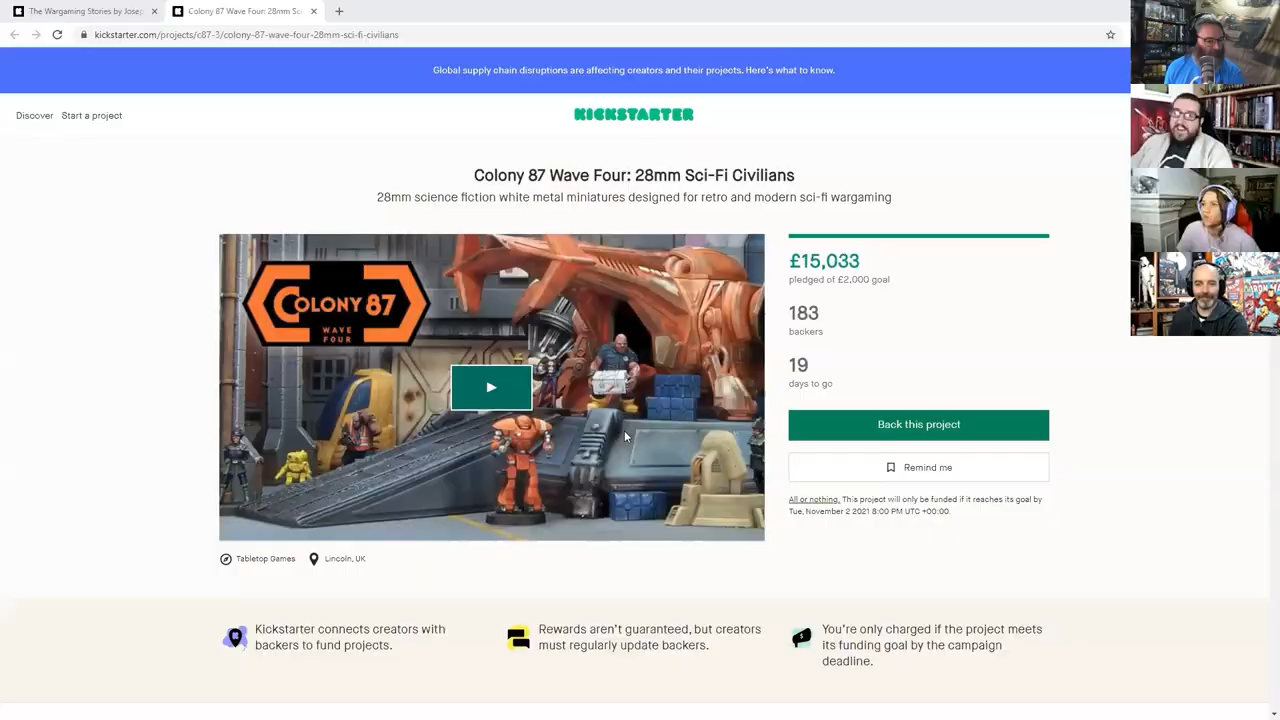 The Wargaming Stories by Josep
Colony 87 Wave Four: 28mm Sci-
kickstarter.com/projects/c87-3/colony-87-wave-four-28mm-sci-fi-civilians
Global supply chain disruptions are affecting creators and their projects. Here's what to know.
Discover
Start a project
KICKSTARTER
Colony 87 Wave Four: 28mm Sci-Fi Civilians
28mm science fiction white metal miniatures designed for retro and modern sci-fi wargaming
COLONY 87
WAVE
FOUR
£15,033
pledged of £2,000 goal
183
backers
19
days to go
Back this project
Remind me
All or nothing. This project will only be funded if it reaches its goal by
Tue, November 2 2021 8:00 PM UTC +00:00.
Tabletop Games
Lincoln, UK
Kickstarter connects creators with
backers to fund projects.
Rewards aren't guaranteed, but creators
must regularly update backers.
You're only charged if the project meets
its funding goal by the campaign
deadline.